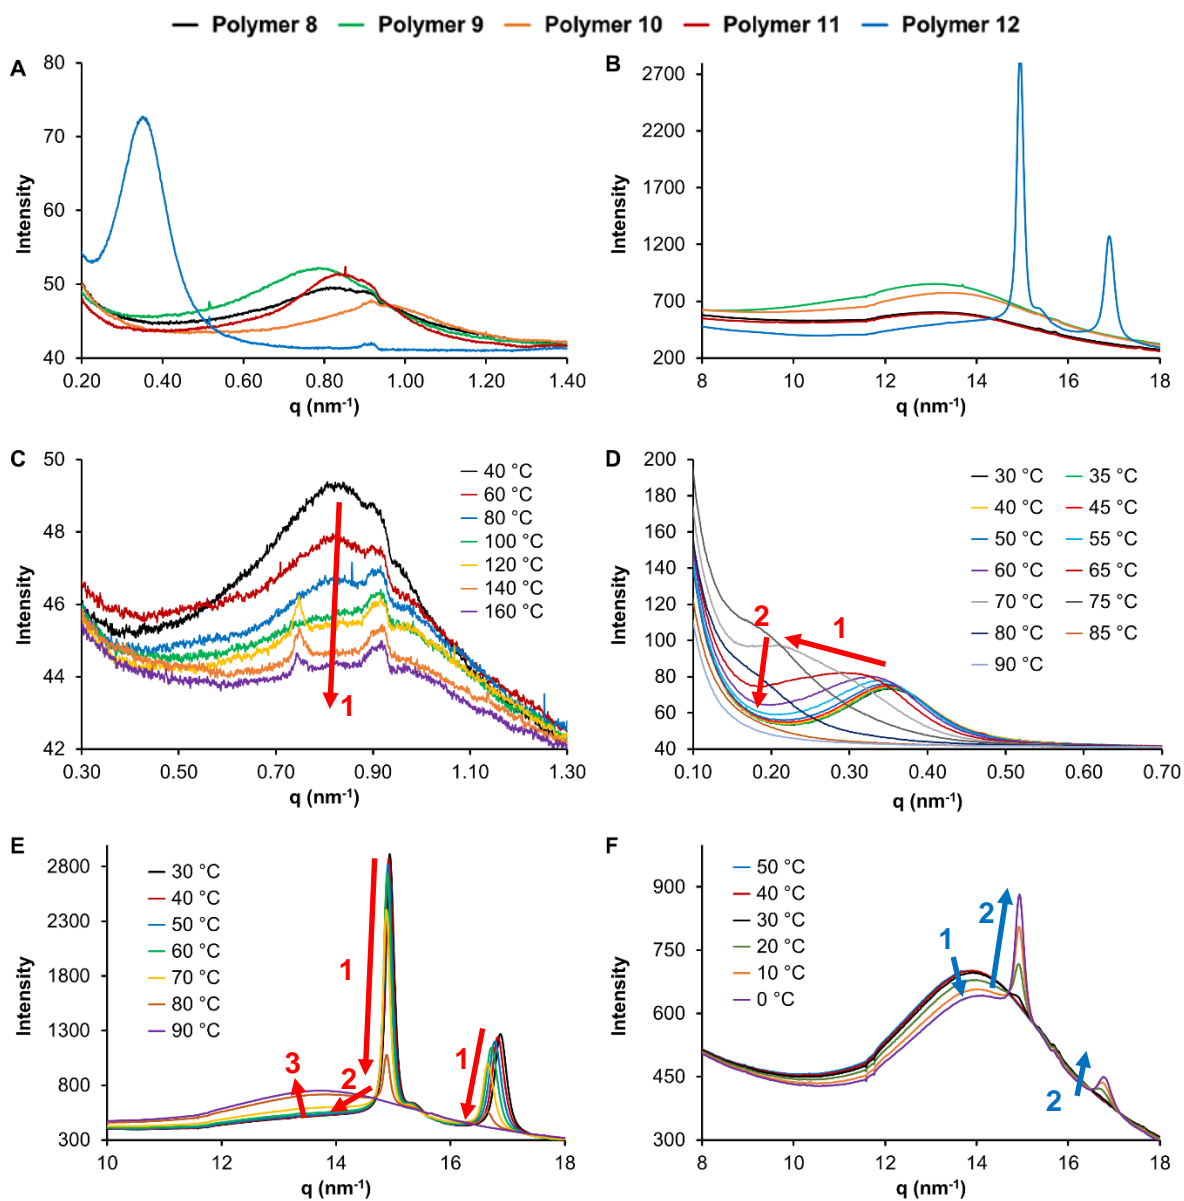 Polymer 8 Polymer 9 Polymer 10 Polymer 11 Polymer 12
A
80
70
60
50
40
Intensity
0.20 0.40 0.60 0.80 1.00 1.20 1.40
q (nm⁻¹)
B
2700
2200
1700
1200
700
200
Intensity
8 10 12 14 16 18
q (nm⁻¹)
C
50
48
46
44
42
Intensity
40 °C
60 °C
80 °C
100 °C
120 °C
140 °C
160 °C
1
0.30 0.50 0.70 0.90 1.10 1.30
q (nm⁻¹)
D
200
180
160
140
120
100
80
60
40
Intensity
30 °C 35 °C
40 °C 45 °C
50 °C 55 °C
60 °C 65 °C
70 °C 75 °C
80 °C 85 °C
90 °C
2 1
0.10 0.20 0.30 0.40 0.50 0.60 0.70
q (nm⁻¹)
E
2800
2300
1800
1300
800
300
Intensity
30 °C
40 °C
50 °C
60 °C
70 °C
80 °C
90 °C
1
1
3 2
10 12 14 16 18
q (nm⁻¹)
F
900
750
600
450
300
Intensity
50 °C
40 °C
30 °C
20 °C
10 °C
0 °C
2
1
2
8 10 12 14 16 18
q (nm⁻¹)